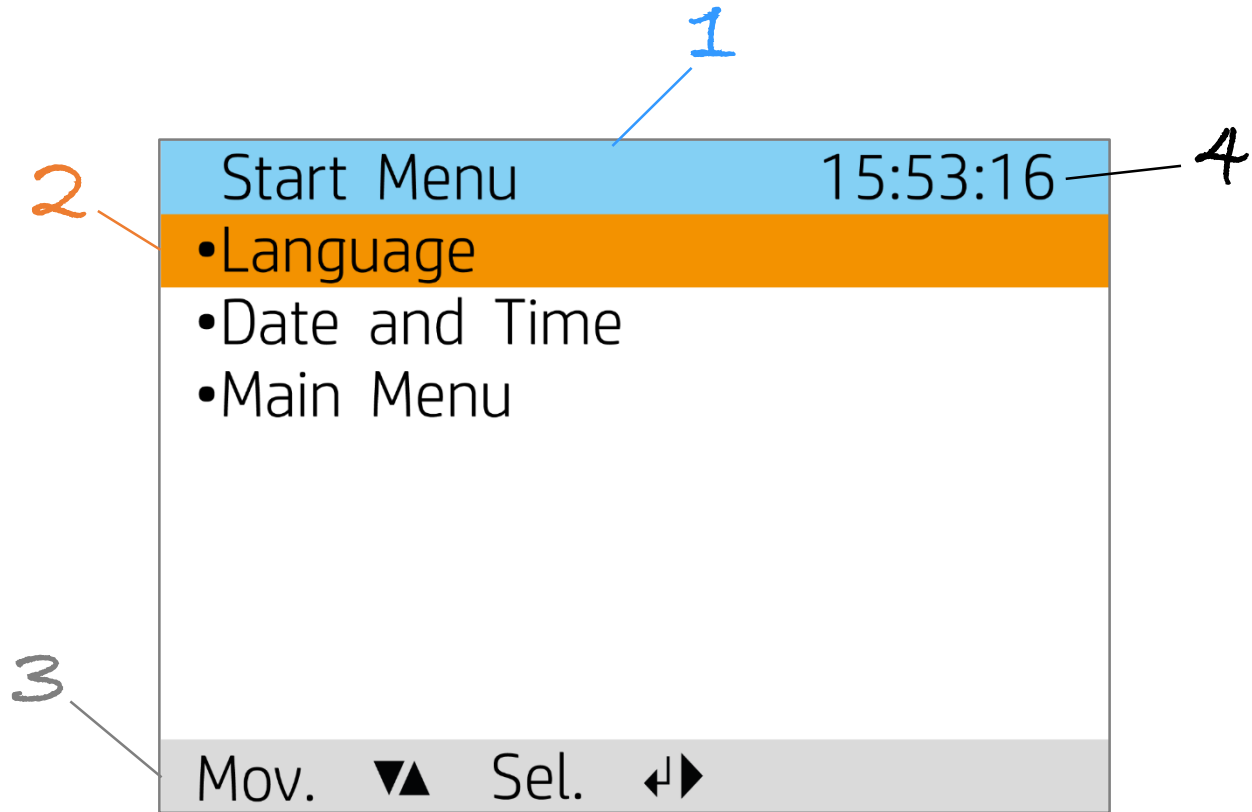 1
Start Menu 15:53:16
4
2
•Language
•Date and Time
•Main Menu
3
Mov. ▼▲ Sel. ↲▶